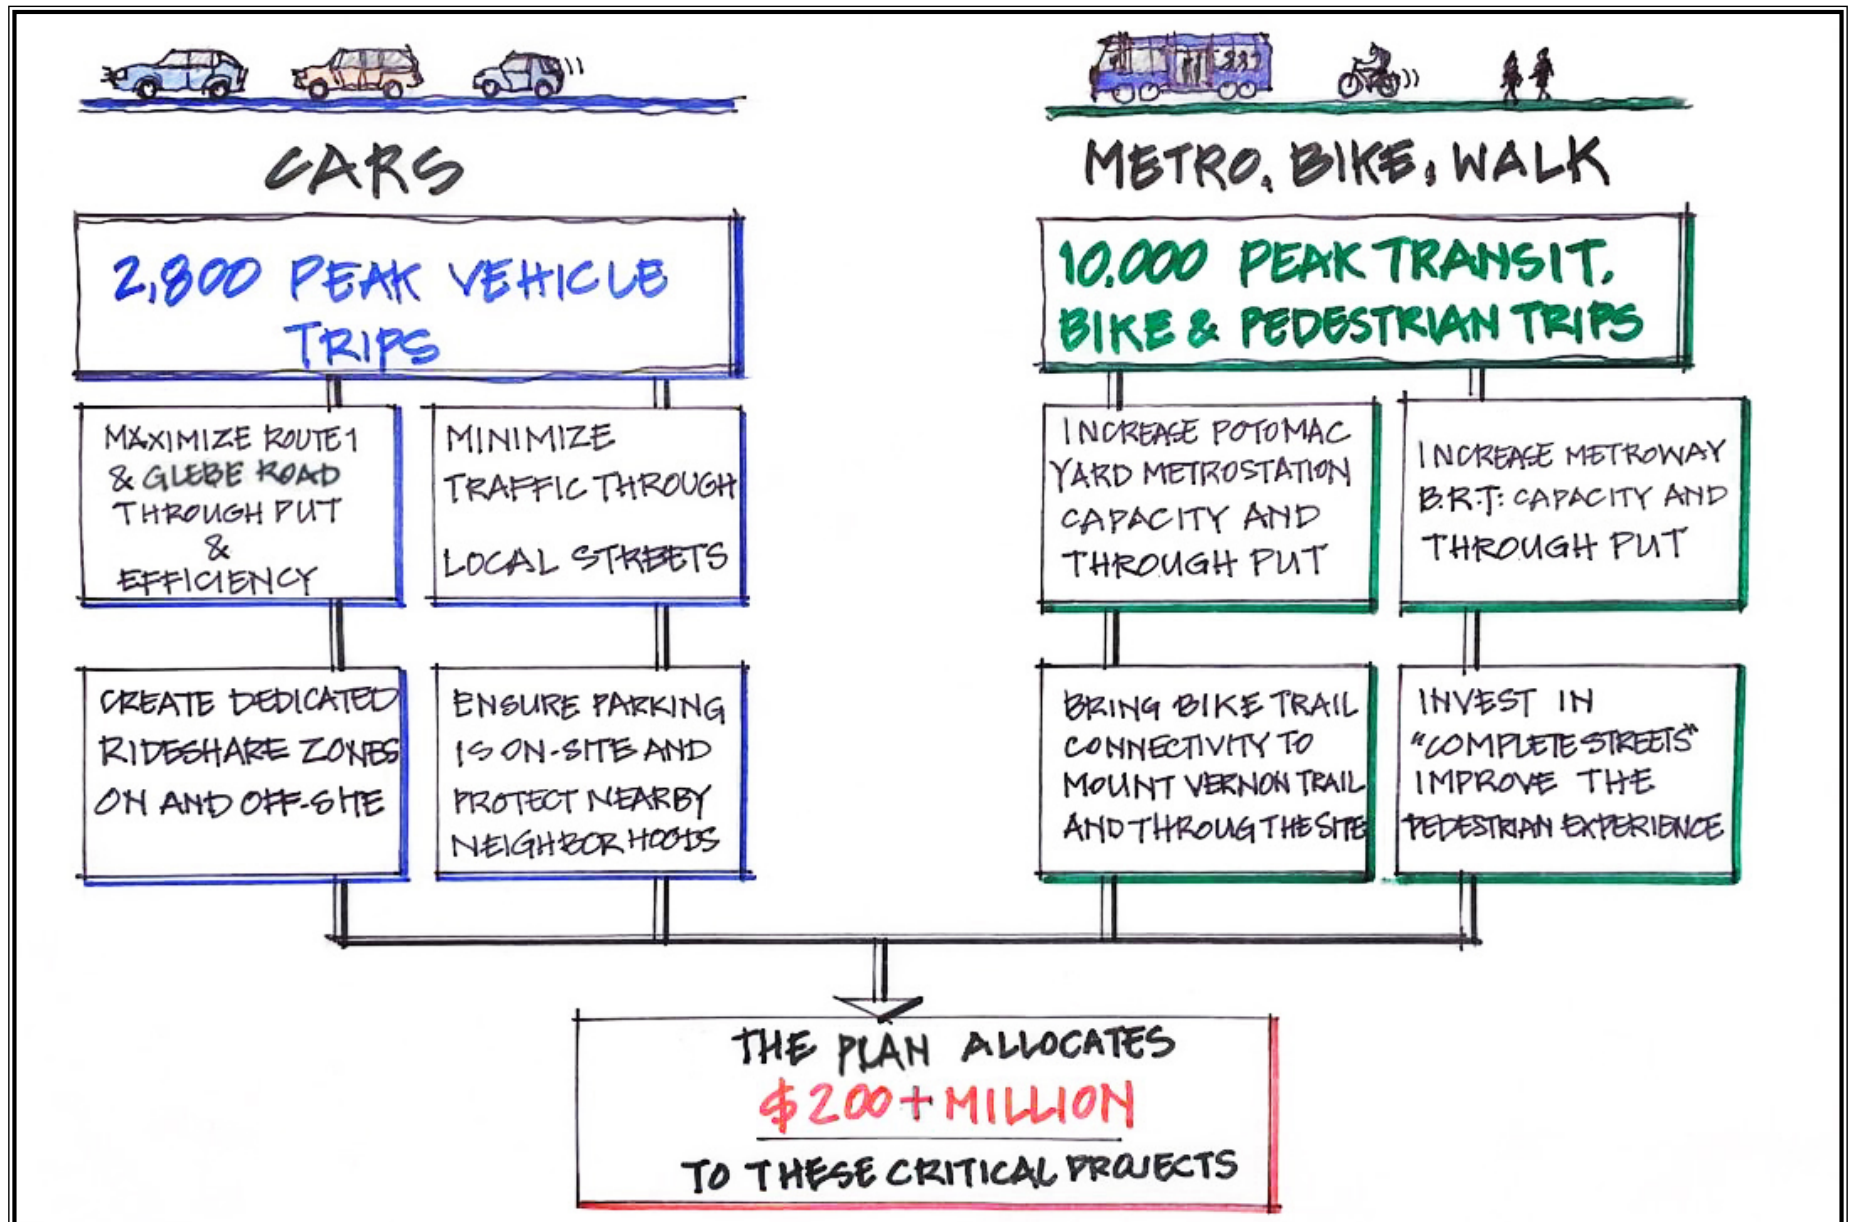 CARS
2,800 PEAK VEHICLE
TRIPS
MAXIMIZE ROUTE 1
& GLEBE ROAD
THROUGH PUT
&
EFFICIENCY
MINIMIZE
TRAFFIC THROUGH
LOCAL STREETS
CREATE DEDICATED
RIDESHARE ZONES
ON AND OFF-SITE
ENSURE PARKING
IS ON-SITE AND
PROTECT NEARBY
NEIGHBORHOODS
METRO, BIKE, WALK
10,000 PEAK TRANSIT,
BIKE & PEDESTRIAN TRIPS
INCREASE POTOMAC
YARD METROSTATION
CAPACITY AND
THROUGH PUT
INCREASE METROWAY
B.R.T: CAPACITY AND
THROUGH PUT
BRING BIKE TRAIL
CONNECTIVITY TO
MOUNT VERNON TRAIL
AND THROUG THE SITE
INVEST IN
"COMPLETE STREETS"
IMPROVE THE
PEDESTRIAN EXPERIENCE
THE PLAN ALLOCATES
$200+ MILLION
TO THESE CRITICAL PROJECTS